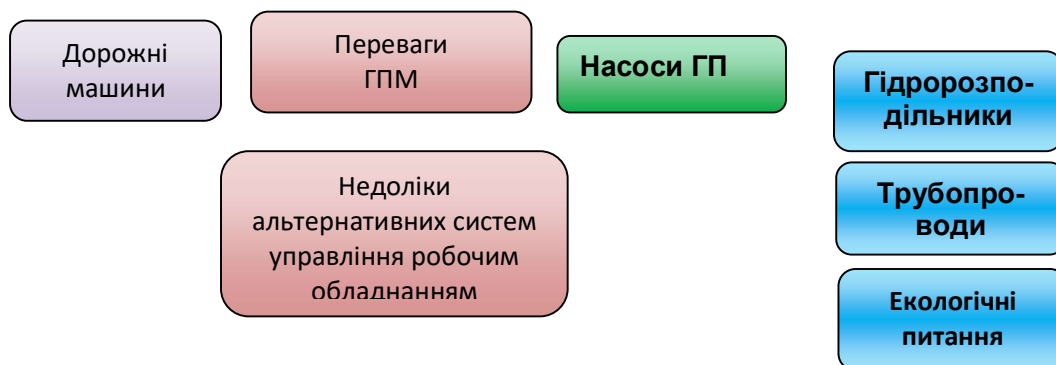 Дорожні
машини
Переваги
ГПМ
Насоси ГП
Гідророзпо-
дільники
Недоліки
альтернативних систем
управління робочим
обладнанням
Трубопро-
води
Екологічні
питання